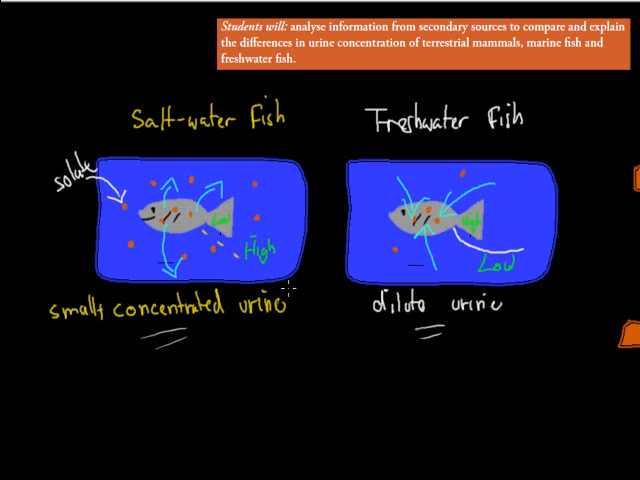 Students will: analyse information from secondary sources to compare and explain
the differences in urine concentration of terrestrial mammals, marine fish and
freshwater fish.
Salt-water Fish
Freshwater Fish
solute
Low
High
High
Low
small + concentrated urine
dilute urine